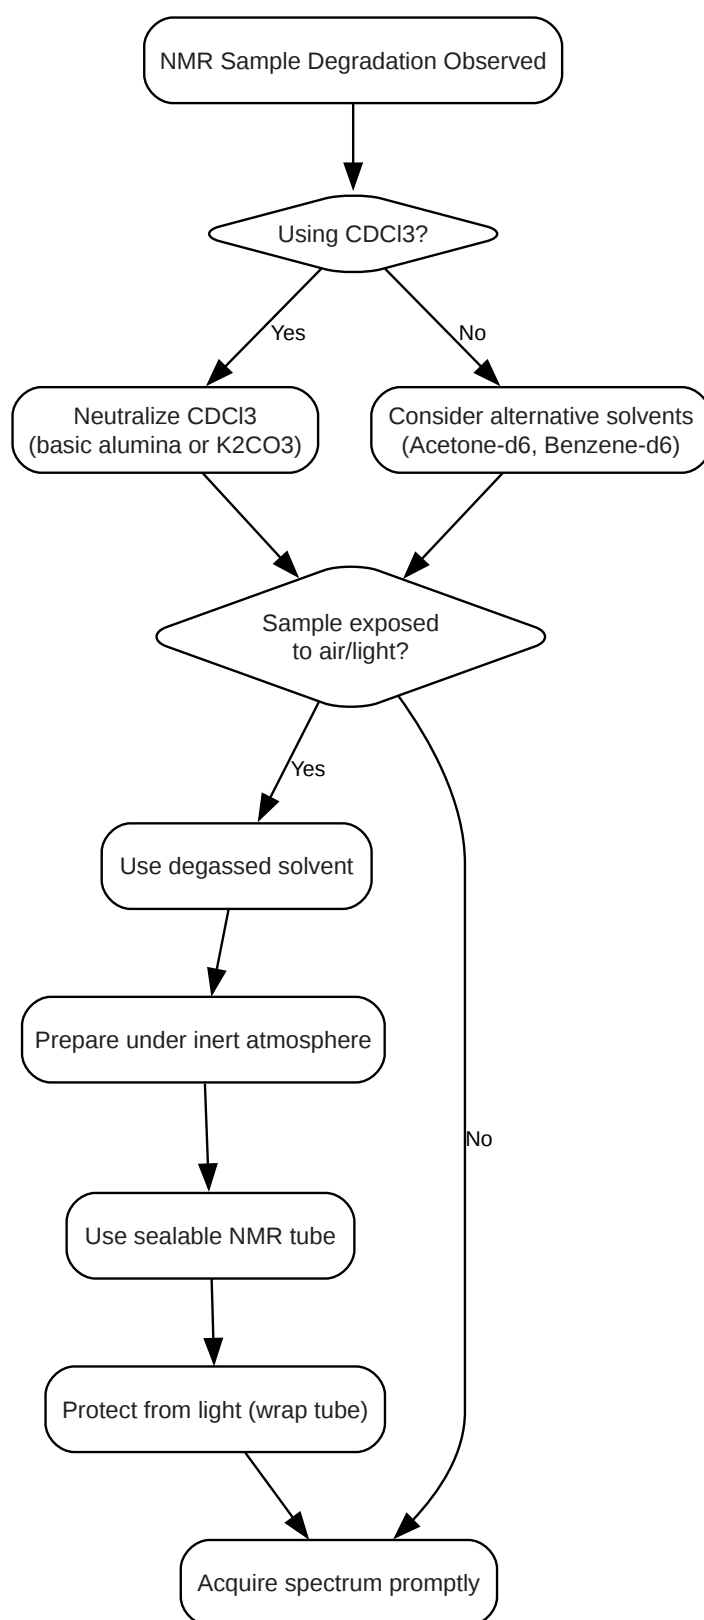 NMR Sample Degradation Observed
Using CDCl3?
Yes
No
Neutralize CDCl3
(basic alumina or K2CO3)
Consider alternative solvents
(Acetone-d6, Benzene-d6)
Sample exposed
to air/light?
Yes
Use degassed solvent
Prepare under inert atmosphere
No
Use sealable NMR tube
Protect from light (wrap tube)
Acquire spectrum promptly